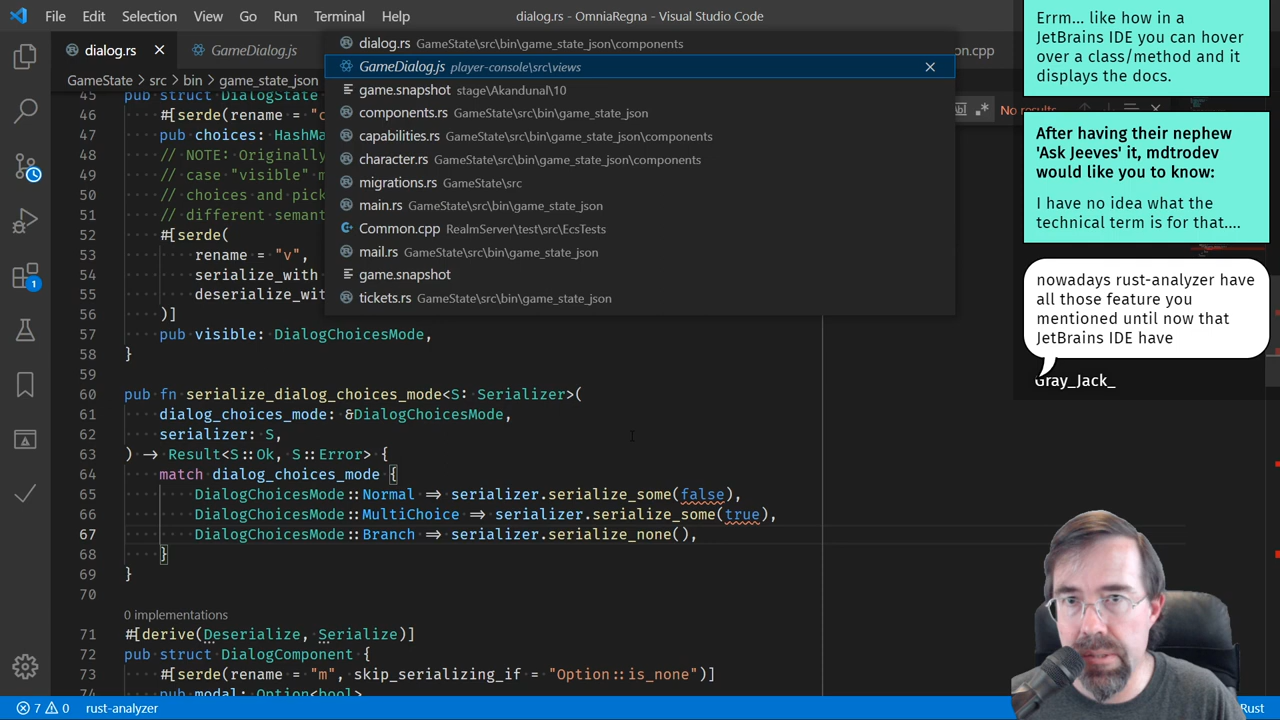 File Edit Selection View Go Run Terminal Help
dialog.rs - OmniaRegna - Visual Studio Code
dialog.rs
GameDialog.js
on.cpp
GameState > src > bin > game_state_json
dialog.rs GameState\src\bin\game_state_json\components
GameDialog.js player-console\src\views
game.snapshot stage\Akandunal\10
components.rs GameState\src\bin\game_state_json
capabilities.rs GameState\src\bin\game_state_json\components
character.rs GameState\src\bin\game_state_json\components
migrations.rs GameState\src
main.rs GameState\src\bin\game_state_json
Common.cpp RealmServer\test\src\EcsTests
mail.rs GameState\src\bin\game_state_json
game.snapshot
tickets.rs GameState\src\bin\game_state_json
No results
45 pub struct DialogState
46 #[serde(rename = "c
47 pub choices: HashMa
48 // NOTE: Originally
49 // case "visible" m
50 // choices and pick
51 // different semant
52 #[serde(
53 rename = "v",
54 serialize_with
55 deserialize_wit
56 )]
57 pub visible: DialogChoicesMode,
58 }
59
60 pub fn serialize_dialog_choices_mode<S: Serializer>(
61 dialog_choices_mode: &DialogChoicesMode,
62 serializer: S,
63 ) -> Result<S::Ok, S::Error> {
64 match dialog_choices_mode {
65 DialogChoicesMode::Normal => serializer.serialize_some(false),
66 DialogChoicesMode::MultiChoice => serializer.serialize_some(true),
67 DialogChoicesMode::Branch => serializer.serialize_none(),
68 }
69 }
70
0 implementations
71 #[derive(Deserialize, Serialize)]
72 pub struct DialogComponent {
73 #[serde(rename = "m", skip_serializing_if = "Option::is_none")]
74 pub modal: Option<bool>
7 0 rust-analyzer
Rust
1
Errm... like how in a
JetBrains IDE you can hover
over a class/method and it
displays the docs.
After having their nephew
'Ask Jeeves' it, mdtrodev
would like you to know:
I have no idea what the
technical term is for that....
nowadays rust-analyzer have
all those feature you
mentioned until now that
JetBrains IDE have
Gray_Jack_